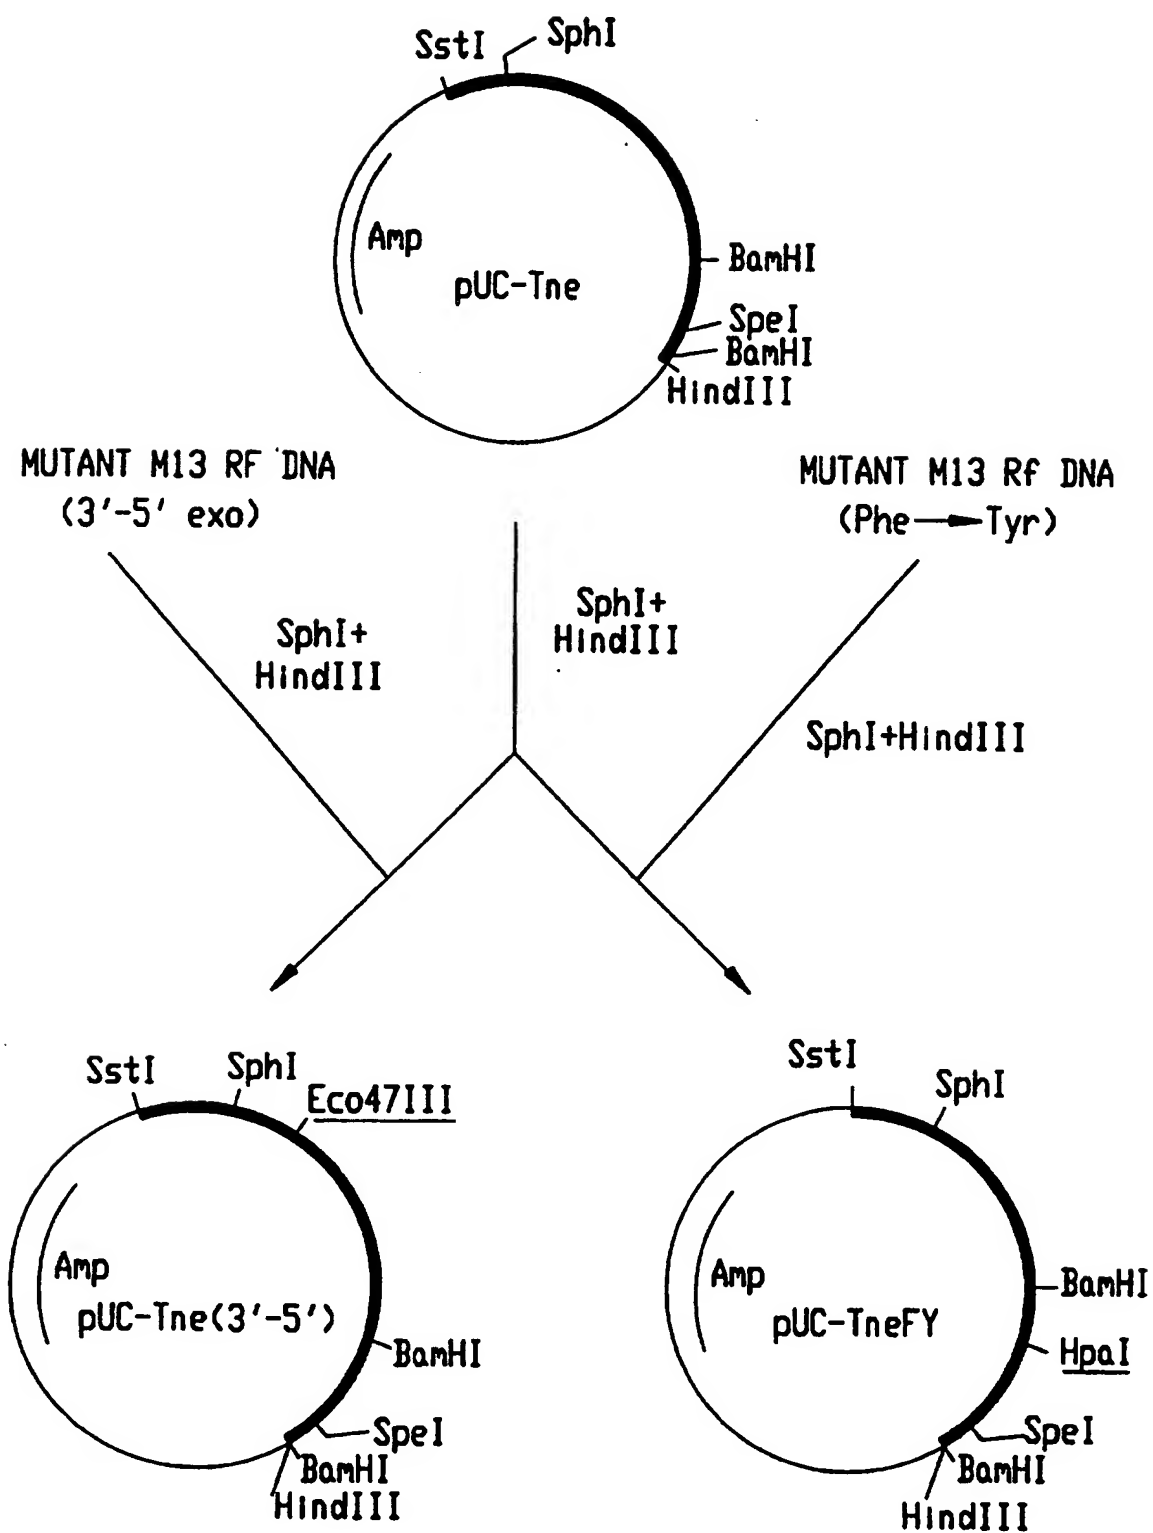 SstI
SphI
Amp
pUC-Tne
BamHI
SpeI
BamHI
HindIII
MUTANT M13 RF DNA
(3'-5' exo)
MUTANT M13 Rf DNA
(Phe→Tyr)
SphI+
HindIII
SphI+
HindIII
SphI+HindIII
SstI
SphI
Eco47III
Amp
pUC-Tne(3'-5')
BamHI
SpeI
BamHI
HindIII
SstI
SphI
Amp
pUC-TneFY
BamHI
HpaI
SpeI
BamHI
HindIII